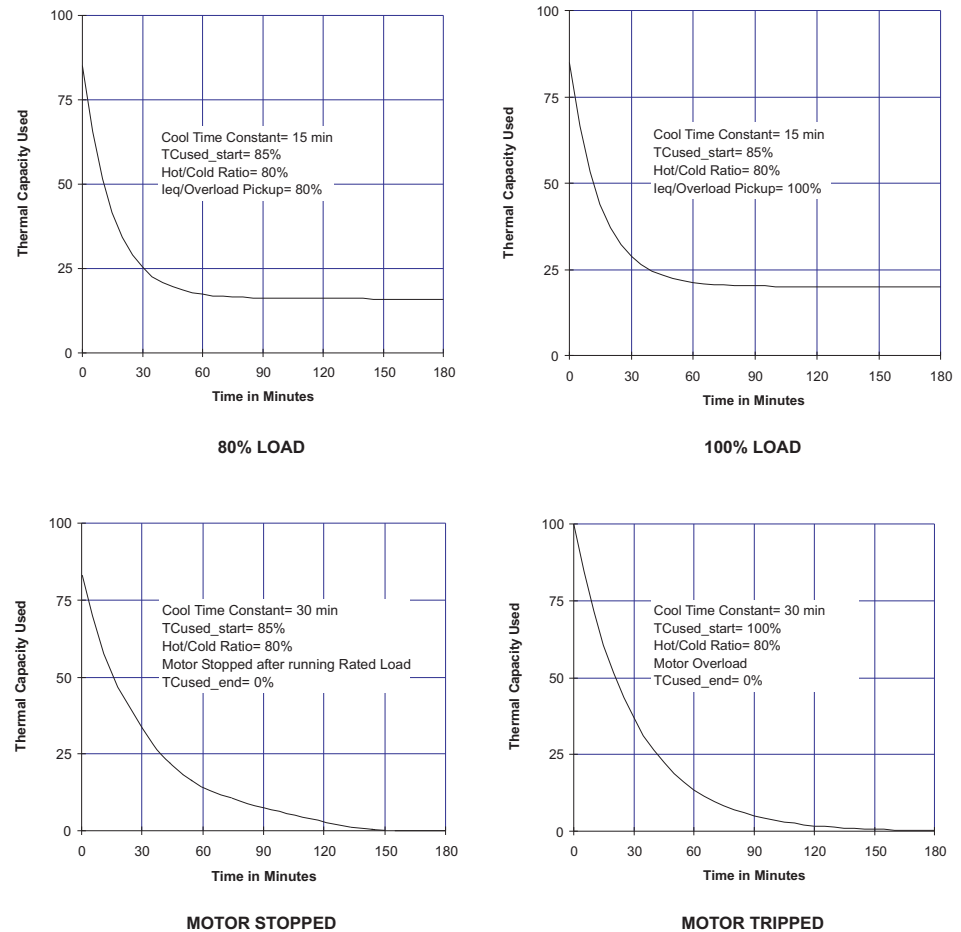 100
75
50
25
0
Thermal Capacity Used
Cool Time Constant= 15 min
TCused_start= 85%
Hot/Cold Ratio= 80%
Ieq/Overload Pickup= 80%
0 30 60 90 120 150 180
Time in Minutes
80% LOAD
100
75
50
25
0
Thermal Capacity Used
Cool Time Constant= 15 min
TCused_start= 85%
Hot/Cold Ratio= 80%
Ieq/Overload Pickup= 100%
0 30 60 90 120 150 180
Time in Minutes
100% LOAD
100
75
50
25
0
Thermal Capacity Used
Cool Time Constant= 30 min
TCused_start= 85%
Hot/Cold Ratio= 80%
Motor Stopped after running Rated Load
TCused_end= 0%
0 30 60 90 120 150 180
Time in Minutes
MOTOR STOPPED
100
75
50
25
0
Thermal Capacity Used
Cool Time Constant= 30 min
TCused_start= 100%
Hot/Cold Ratio= 80%
Motor Overload
TCused_end= 0%
0 30 60 90 120 150 180
Time in Minutes
MOTOR TRIPPED